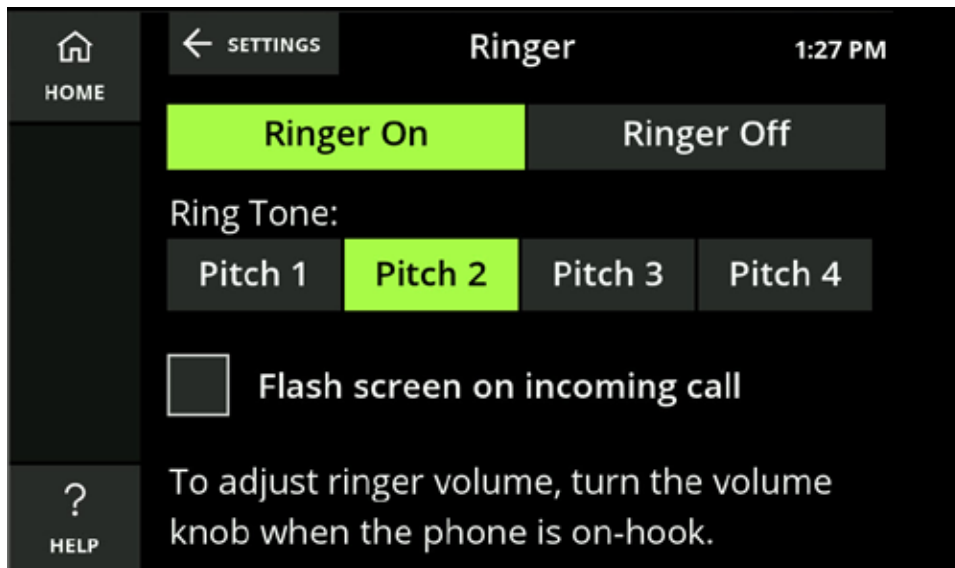 HOME
SETTINGS
Ringer
1:27 PM
Ringer On
Ringer Off
Ring Tone:
Pitch 1
Pitch 2
Pitch 3
Pitch 4
Flash screen on incoming call
To adjust ringer volume, turn the volume
knob when the phone is on-hook.
?
HELP